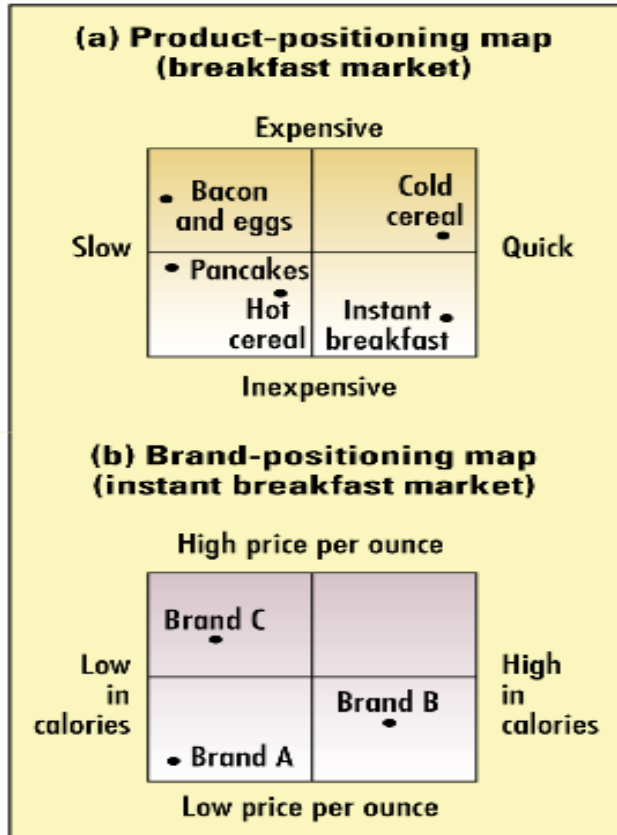 (a) Product-positioning map
(breakfast market)
Expensive
Bacon
and eggs
Cold
cereal
Slow
Quick
Pancakes
Hot
cereal
Instant
breakfast
Inexpensive
(b) Brand-positioning map
(instant breakfast market)
High price per ounce
Brand C
Low
in
calories
High
in
calories
Brand B
Brand A
Low price per ounce